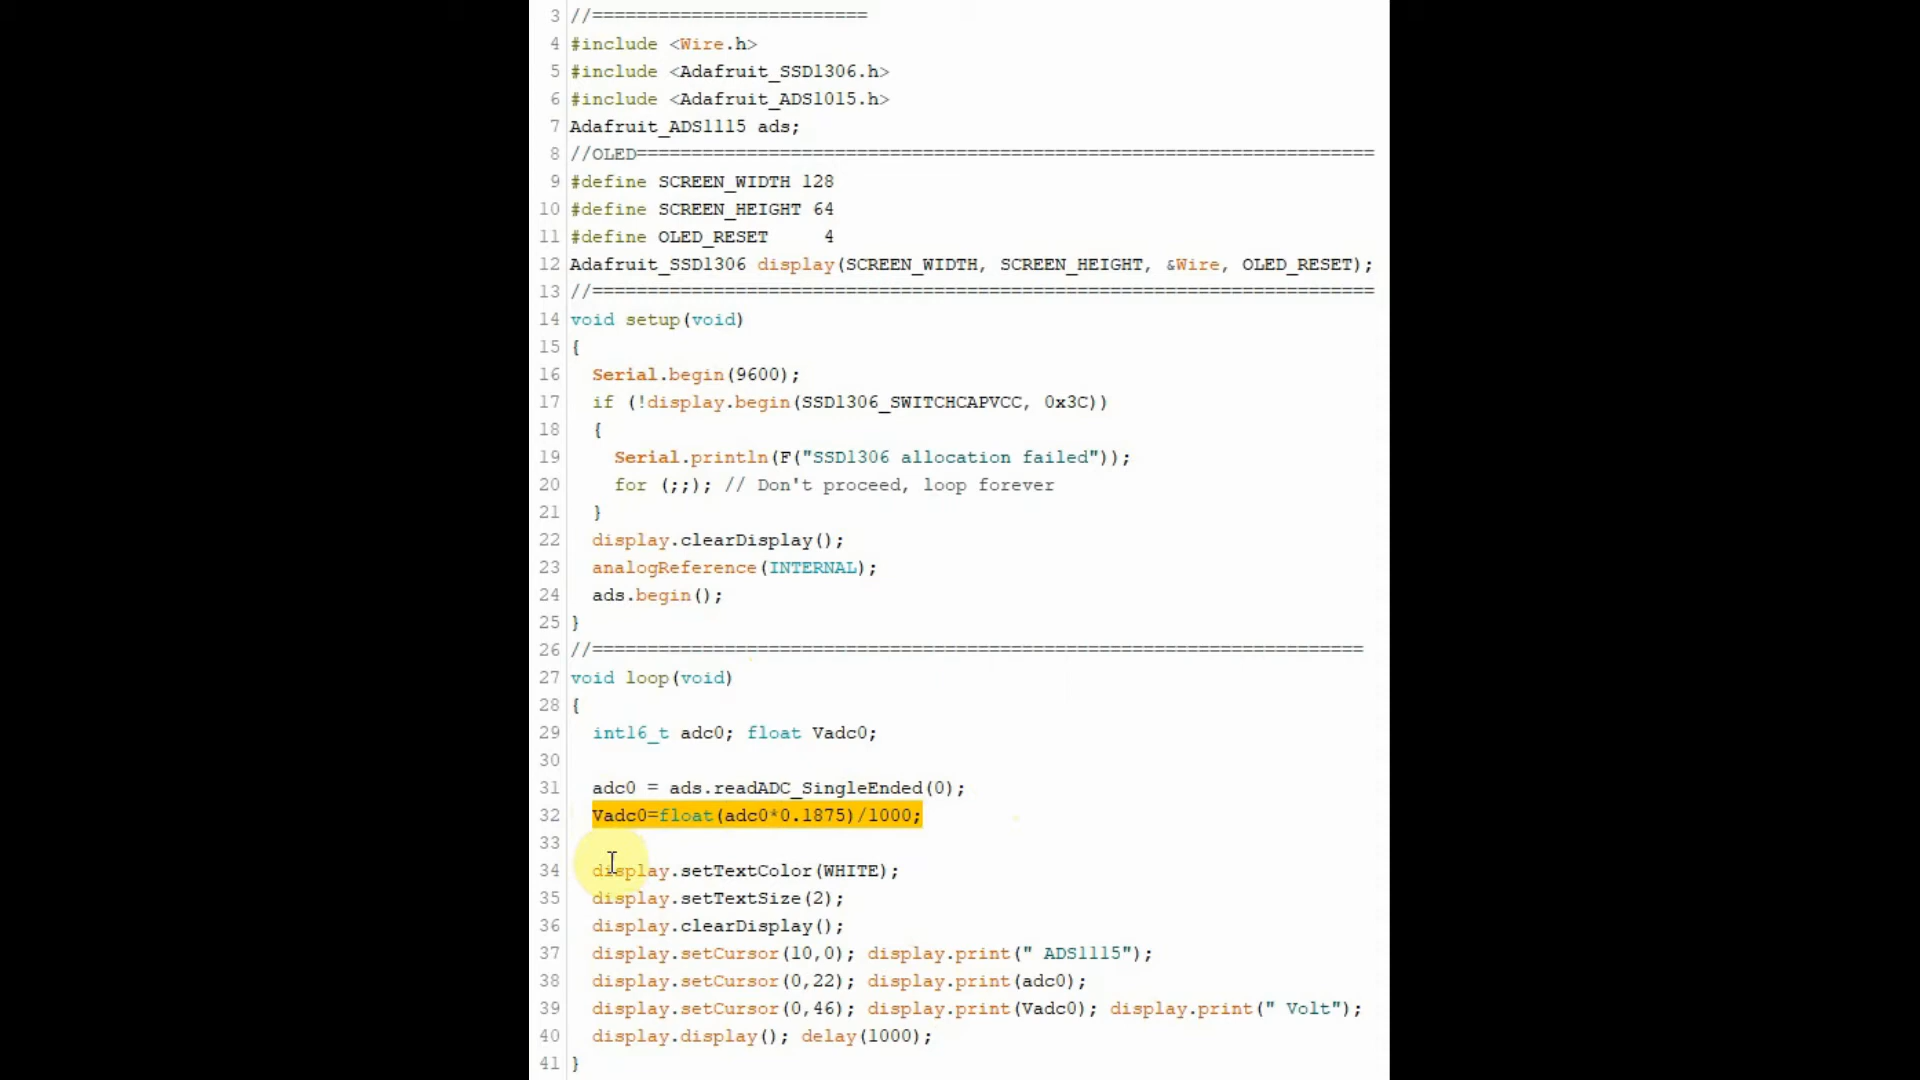 3 //=========================
4 #include <Wire.h>
5 #include <Adafruit_SSD1306.h>
6 #include <Adafruit_ADS1015.h>
7 Adafruit_ADS1115 ads;
8 //OLED===================================================================
9 #define SCREEN_WIDTH 128
10 #define SCREEN_HEIGHT 64
11 #define OLED_RESET     4
12 Adafruit_SSD1306 display(SCREEN_WIDTH, SCREEN_HEIGHT, &Wire, OLED_RESET);
13 //=======================================================================
14 void setup(void)
15 {
16   Serial.begin(9600);
17   if (!display.begin(SSD1306_SWITCHCAPVCC, 0x3C))
18   {
19     Serial.println(F("SSD1306 allocation failed"));
20     for (;;); // Don't proceed, loop forever
21   }
22   display.clearDisplay();
23   analogReference(INTERNAL);
24   ads.begin();
25 }
26 //======================================================================
27 void loop(void)
28 {
29   int16_t adc0; float Vadc0;
30
31   adc0 = ads.readADC_SingleEnded(0);
32   Vadc0=float(adc0*0.1875)/1000;
33
34   display.setTextColor(WHITE);
35   display.setTextSize(2);
36   display.clearDisplay();
37   display.setCursor(10,0); display.print(" ADS1115");
38   display.setCursor(0,22); display.print(adc0);
39   display.setCursor(0,46); display.print(Vadc0); display.print(" Volt");
40   display.display(); delay(1000);
41 }